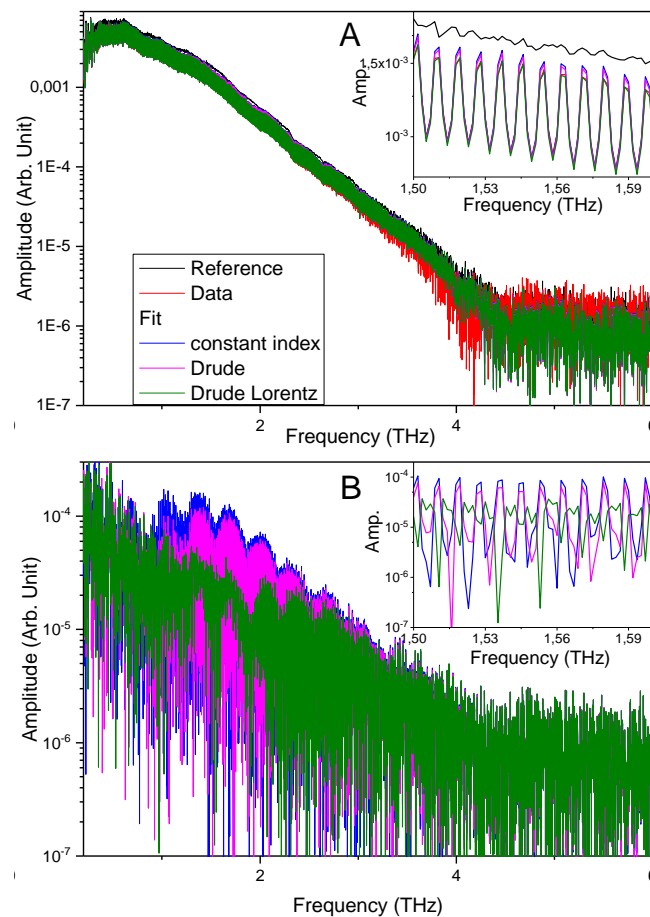 A
0,001
1E-4
1E-5
1E-6
1E-7
Amplitude (Arb. Unit)
Reference
Data
Fit
constant index
Drude
Drude Lorentz
2
4
6
Frequency (THz)
Amp.
1,5x10-3
10-3
1,50
1,53
1,56
1,59
Frequency (THz)
B
10-4
10-5
10-6
10-7
Amplitude (Arb. Unit)
2
4
6
Frequency (THz)
Amp.
10-4
10-5
10-6
10-7
1,50
1,53
1,56
1,59
Frequency (THz)